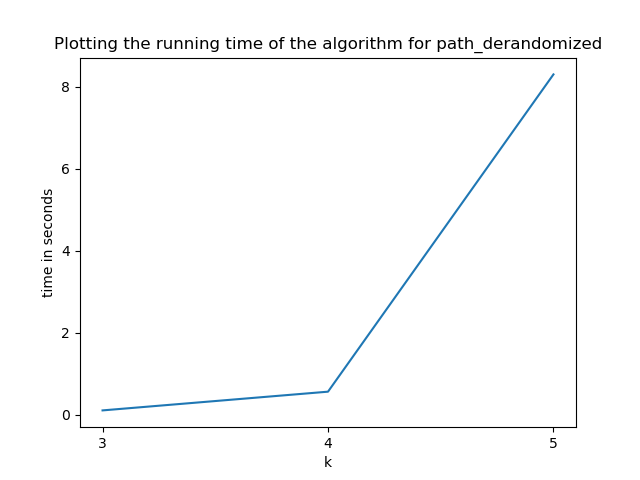 Plotting the running time of the algorithm for path_derandomized
8
6
4
2
0
time in seconds
3 4 5
k